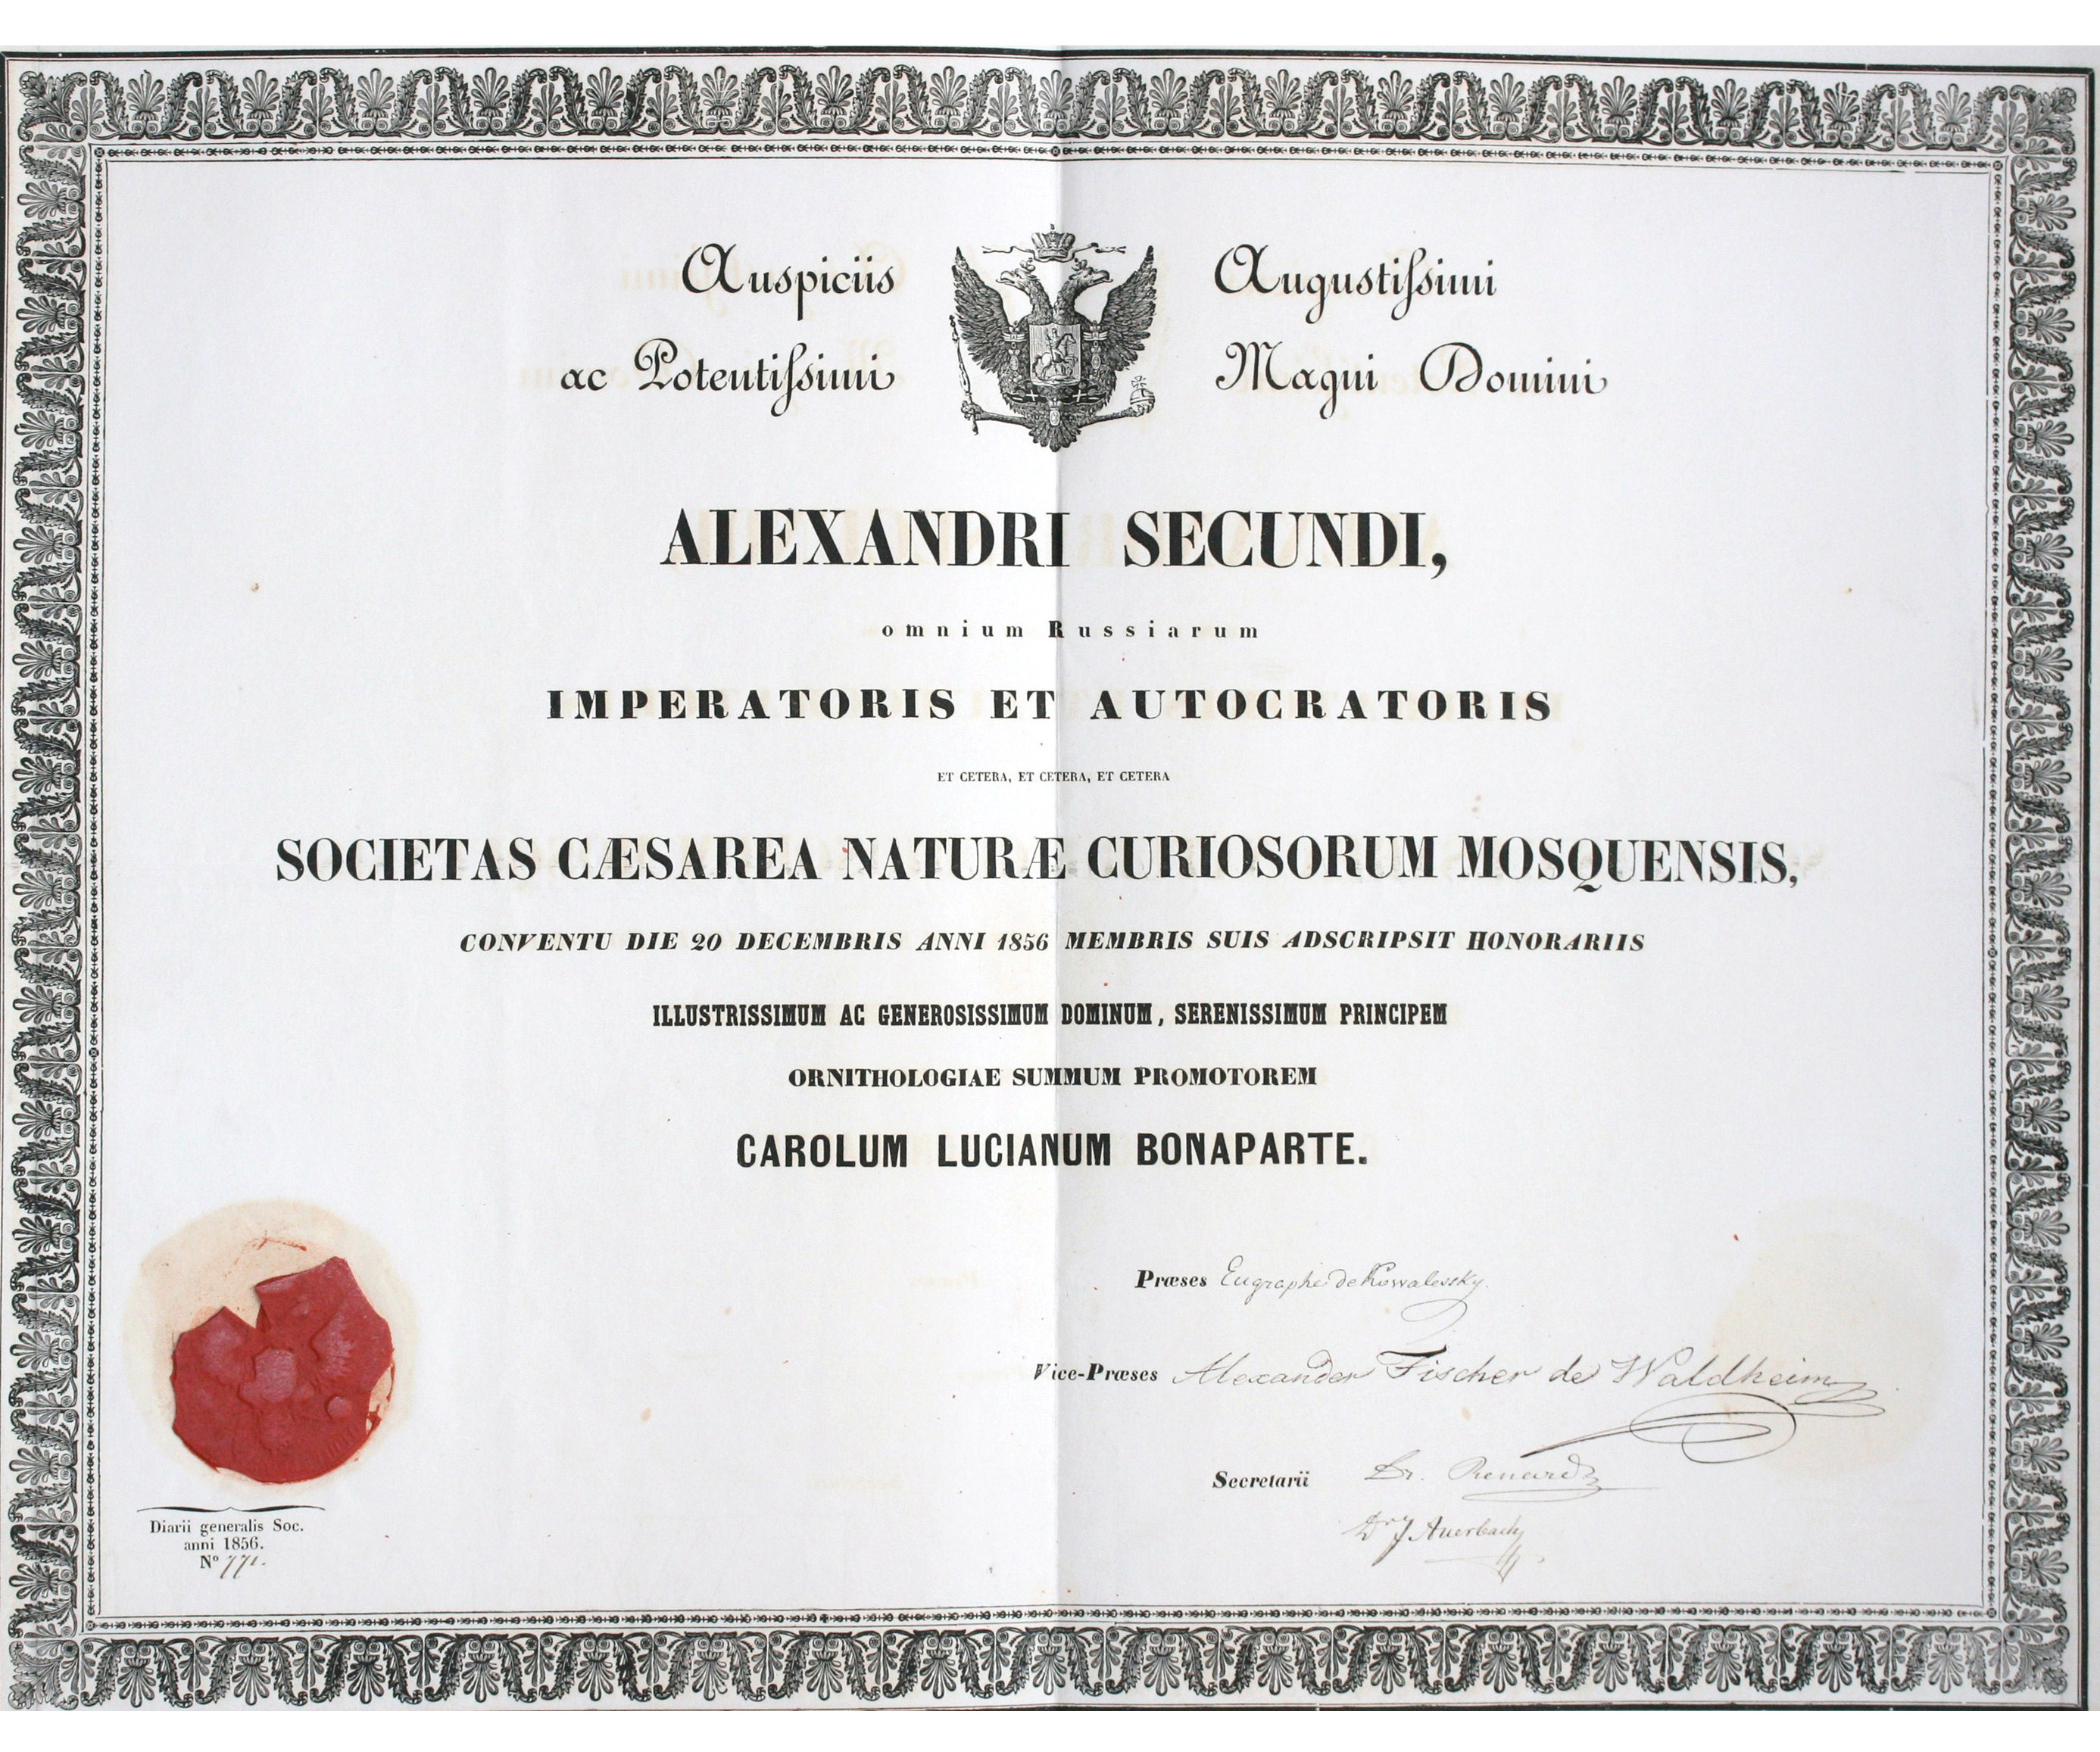 Auspiciis Augustissimi
ac Potentissimi Magni Domini
ALEXANDRI SECUNDI,
omnium Russiarum
IMPERATORIS ET AUTOCRATORIS
ET CETERA, ET CETERA, ET CETERA
SOCIETAS CÆSAREA NATURÆ CURIOSORUM MOSQUENSIS,
CONVENTU DIE 20 DECEMBRIS ANNI 1856 MEMBRIS SUIS ADSCRIPSIT HONORARIIS
ILLUSTRISSIMUM AC GENEROSISSIMUM DOMINUM, SERENISSIMUM PRINCIPEM
ORNITHOLOGIAE SUMMUM PROMOTOREM
CAROLUM LUCIANUM BONAPARTE.
Præses Eugraphe de Kowalessky.
Vice-Præses Alexander Fischer de Waldheim
Secretarii Dr. Renard
Dr J Auerbach
Diarii generalis Soc.
anni 1856.
Nº 771.